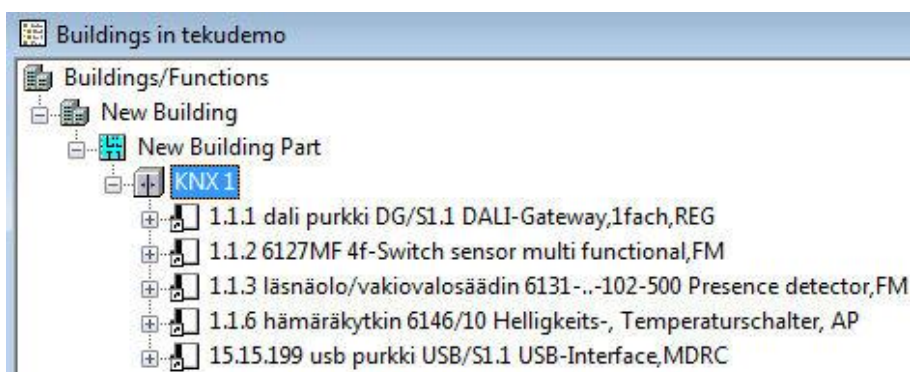 Buildings in tekudemo
Buildings/Functions
New Building
New Building Part
KNX 1
1.1.1 dali purkki DG/S1.1 DALI-Gateway,1fach,REG
1.1.2 6127MF 4f-Switch sensor multi functional,FM
1.1.3 läsnäolo/vakiovalosäädin 6131-..-102-500 Presence detector,FM
1.1.6 hämäräkytkin 6146/10 Helligkeits-, Temperaturschalter, AP
15.15.199 usb purkki USB/S1.1 USB-Interface,MDRC